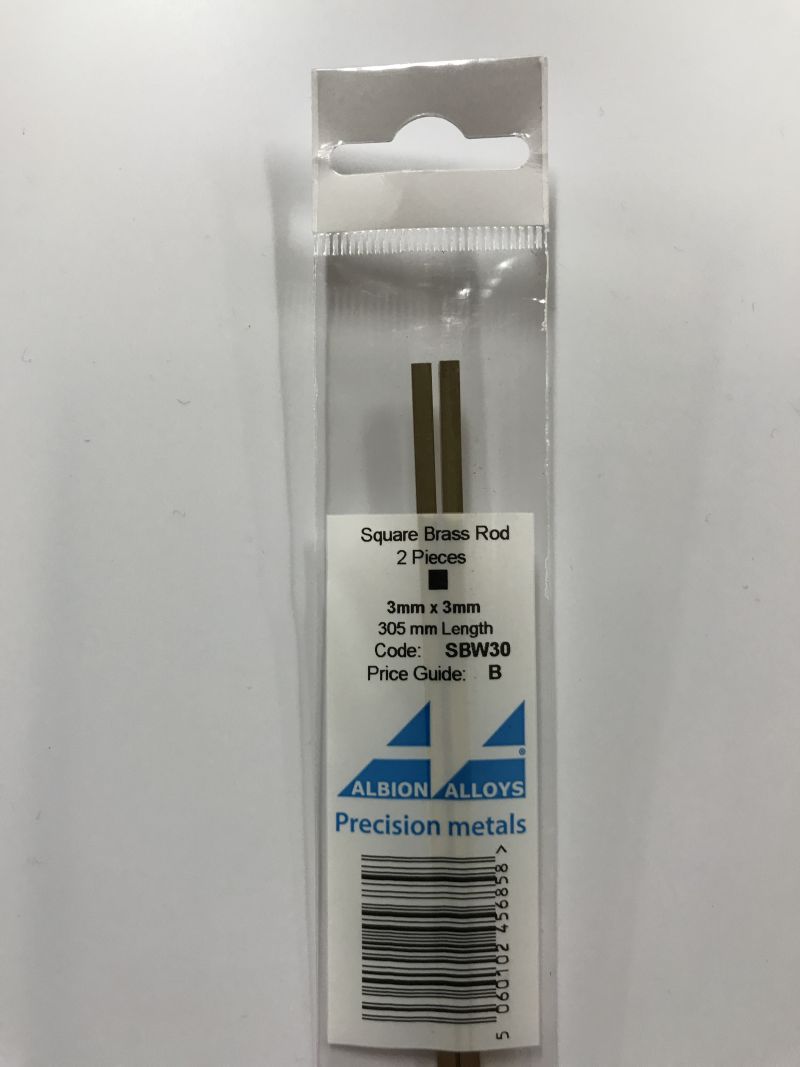 Square Brass Rod
2 Pieces
3mm x 3mm
305 mm Length
Code: SBW30
Price Guide: B
ALBION ALLOYS®
Precision metals
5 060102 456858 >